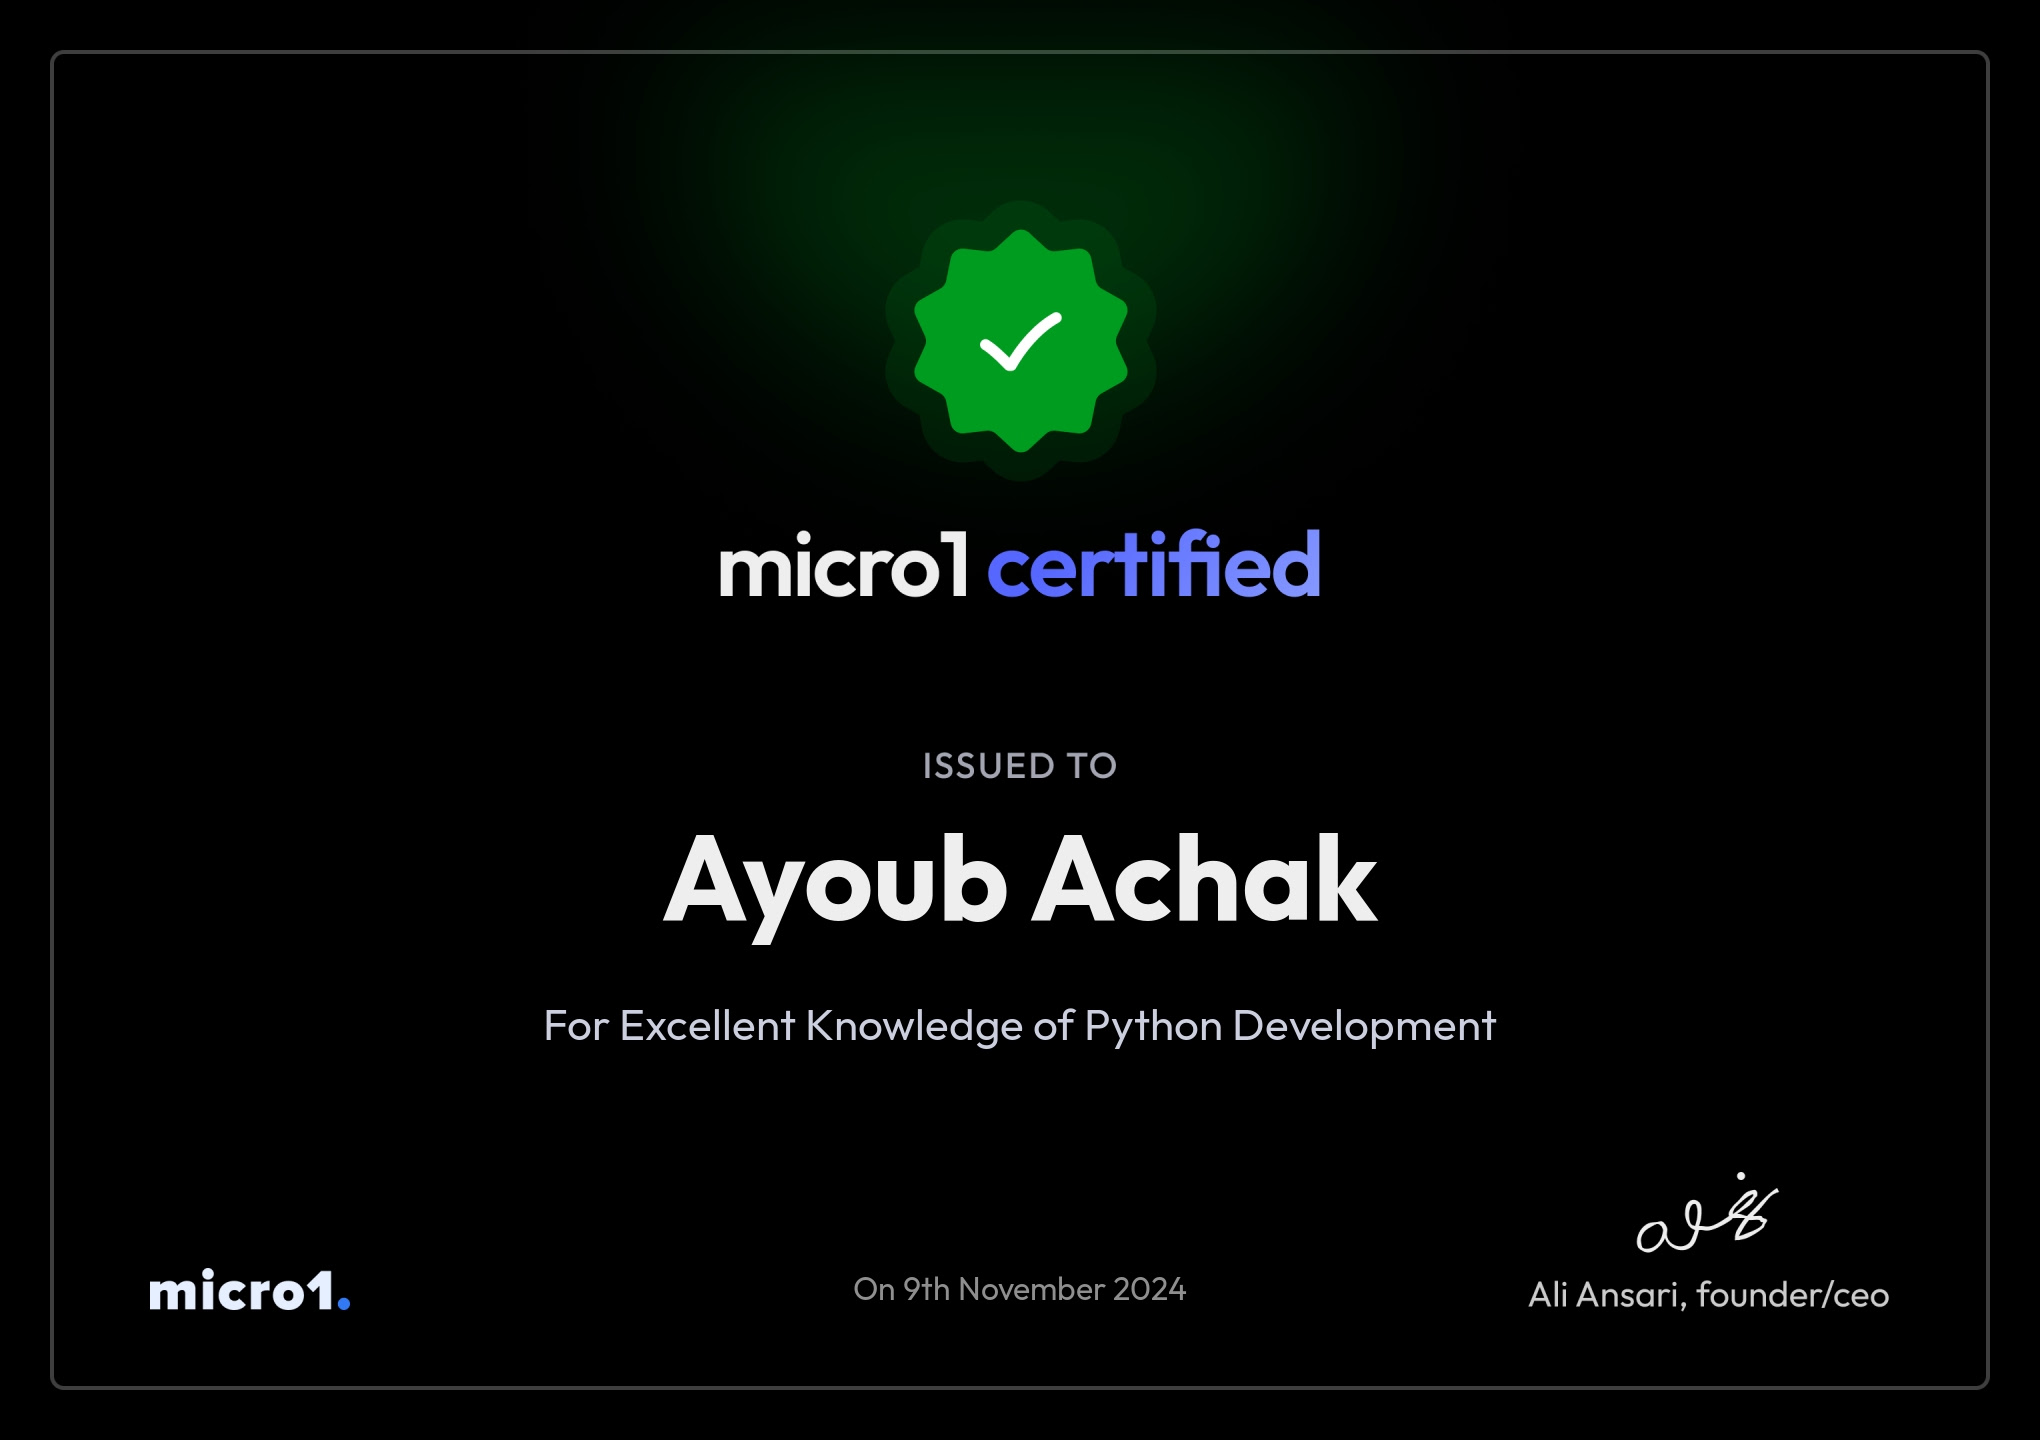 micro1 certified
ISSUED TO
Ayoub Achak
For Excellent Knowledge of Python Development
micro1.
On 9th November 2024
Ali Ansari, founder/ceo